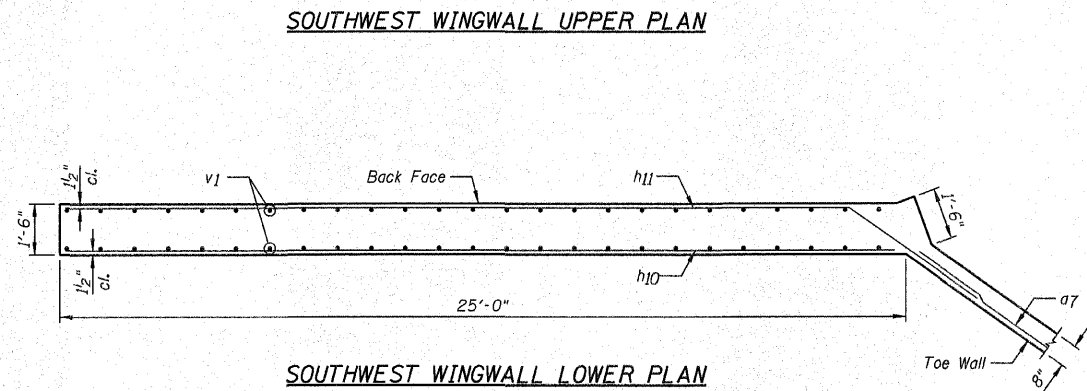 SOUTHWEST WINGWALL UPPER PLAN
1½" cl.
v1
Back Face
h11
1'-6"
1'-6"
1½" cl.
h10
25'-0"
a7
Toe Wall
8"
SOUTHWEST WINGWALL LOWER PLAN